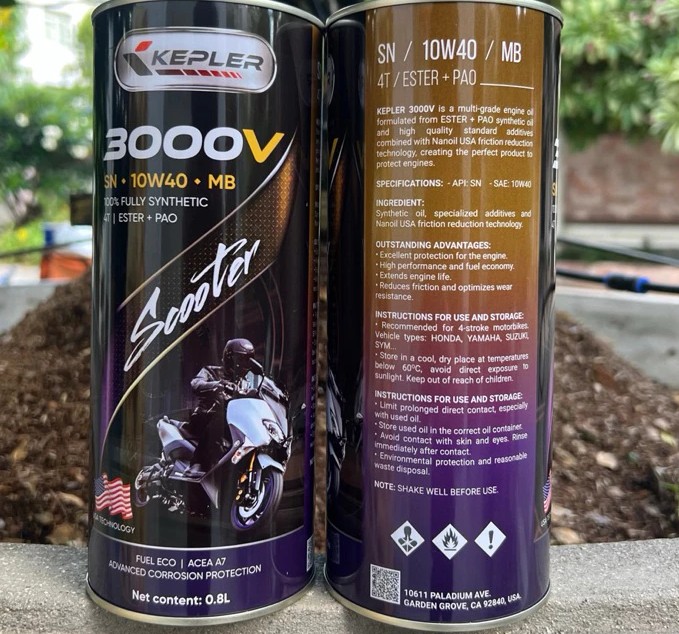 KEPLER
3000V
SN • 10W40 • MB
100% FULLY SYNTHETIC
4T | ESTER + PAO
Scooter
TECHNOLOGY
FUEL ECO | ACEA A7
ADVANCED CORROSION PROTECTION
Net content: 0.8L
SN / 10W40 / MB
4T / ESTER + PAO
KEPLER 3000V is a multi-grade engine oil
formulated from ESTER + PAO synthetic oil
and high quality standard additives
combined with Nanoil USA friction reduction
technology, creating the perfect product to
protect engines.
SPECIFICATIONS: - API: SN - SAE: 10W40
INGREDIENT:
Synthetic oil, specialized additives and
Nanoil USA friction reduction technology.
OUTSTANDING ADVANTAGES:
• Excellent protection for the engine.
• High performance and fuel economy.
• Extends engine life.
• Reduces friction and optimizes wear
resistance.
INSTRUCTIONS FOR USE AND STORAGE:
• Recommended for 4-stroke motorbikes.
Vehicle types: HONDA, YAMAHA, SUZUKI,
SYM...
• Store in a cool, dry place at temperatures
below 60°C, avoid direct exposure to
sunlight. Keep out of reach of children.
INSTRUCTIONS FOR USE AND STORAGE:
• Limit prolonged direct contact, especially
with used oil.
• Store used oil in the correct oil container.
• Avoid contact with skin and eyes. Rinse
immediately after contact.
• Environmental protection and reasonable
waste disposal.
NOTE: SHAKE WELL BEFORE USE.
10611 PALADIUM AVE.
GARDEN GROVE, CA 92840, USA.